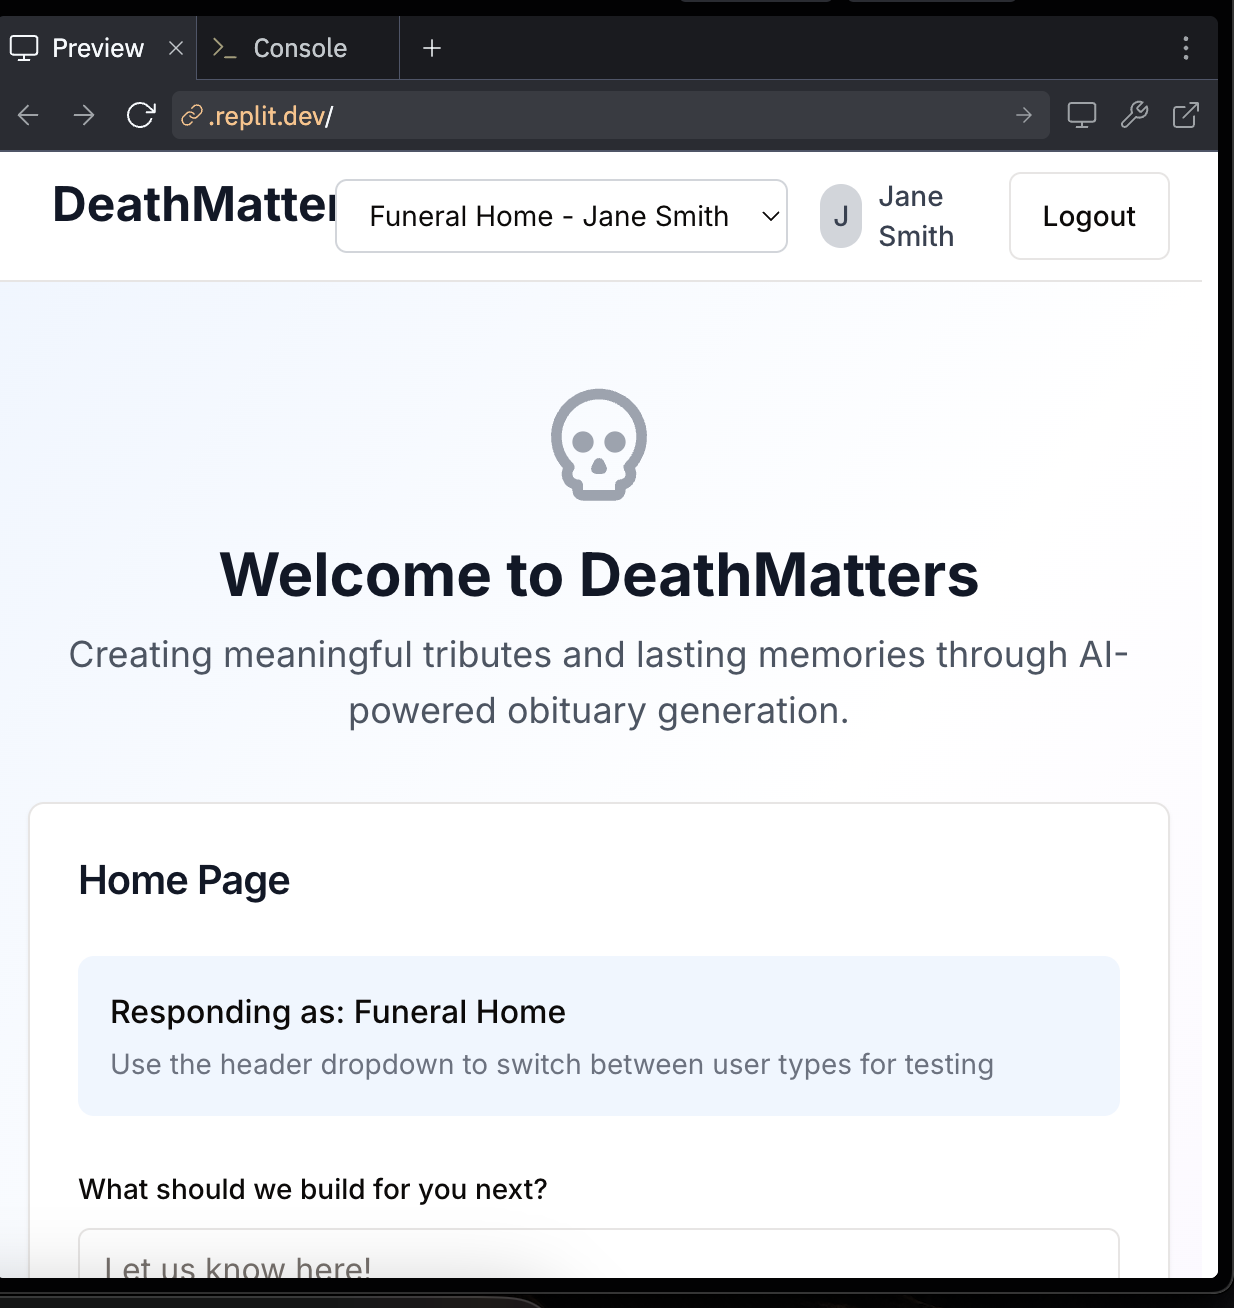 Preview
Console
.replit.dev/
DeathMatter
Funeral Home - Jane Smith
J
Jane
Smith
Logout
Welcome to DeathMatters
Creating meaningful tributes and lasting memories through AI-
powered obituary generation.
Home Page
Responding as: Funeral Home
Use the header dropdown to switch between user types for testing
What should we build for you next?
Let us know here!